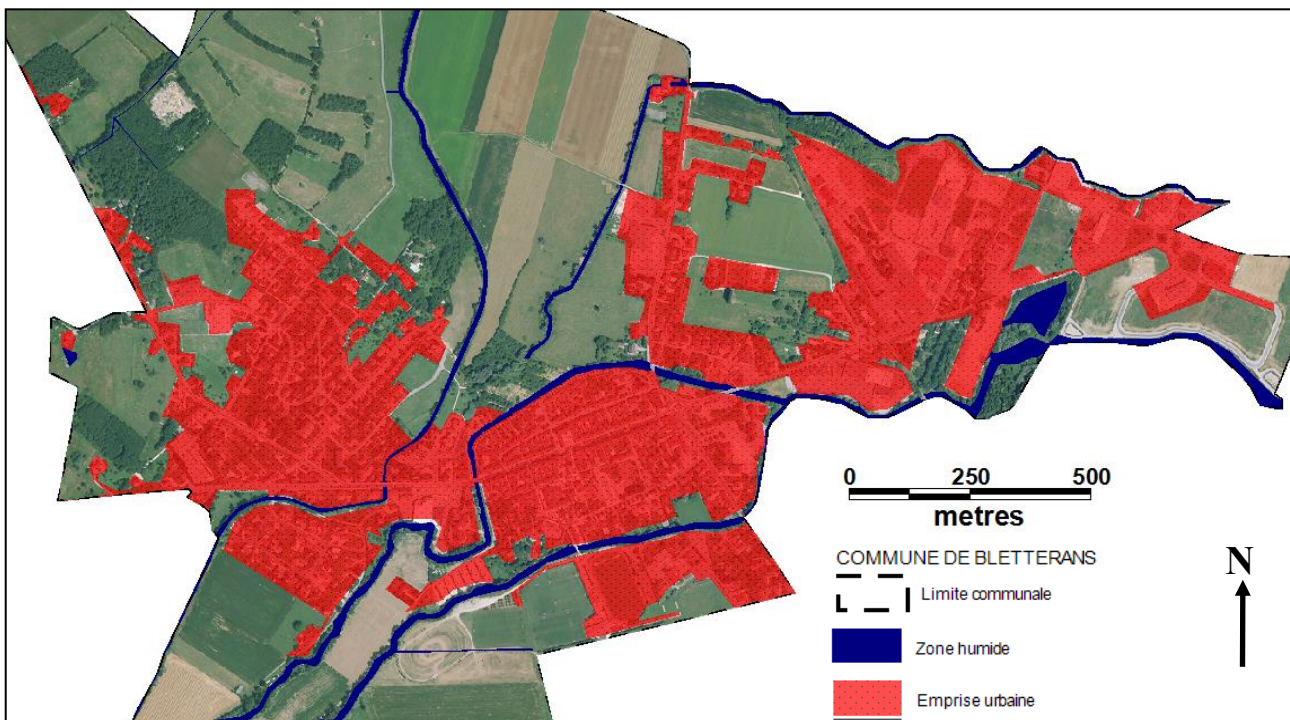 0 250 500
metres
COMMUNE DE BLETTERANS
Limite communale
Zone humide
Emprise urbaine
N